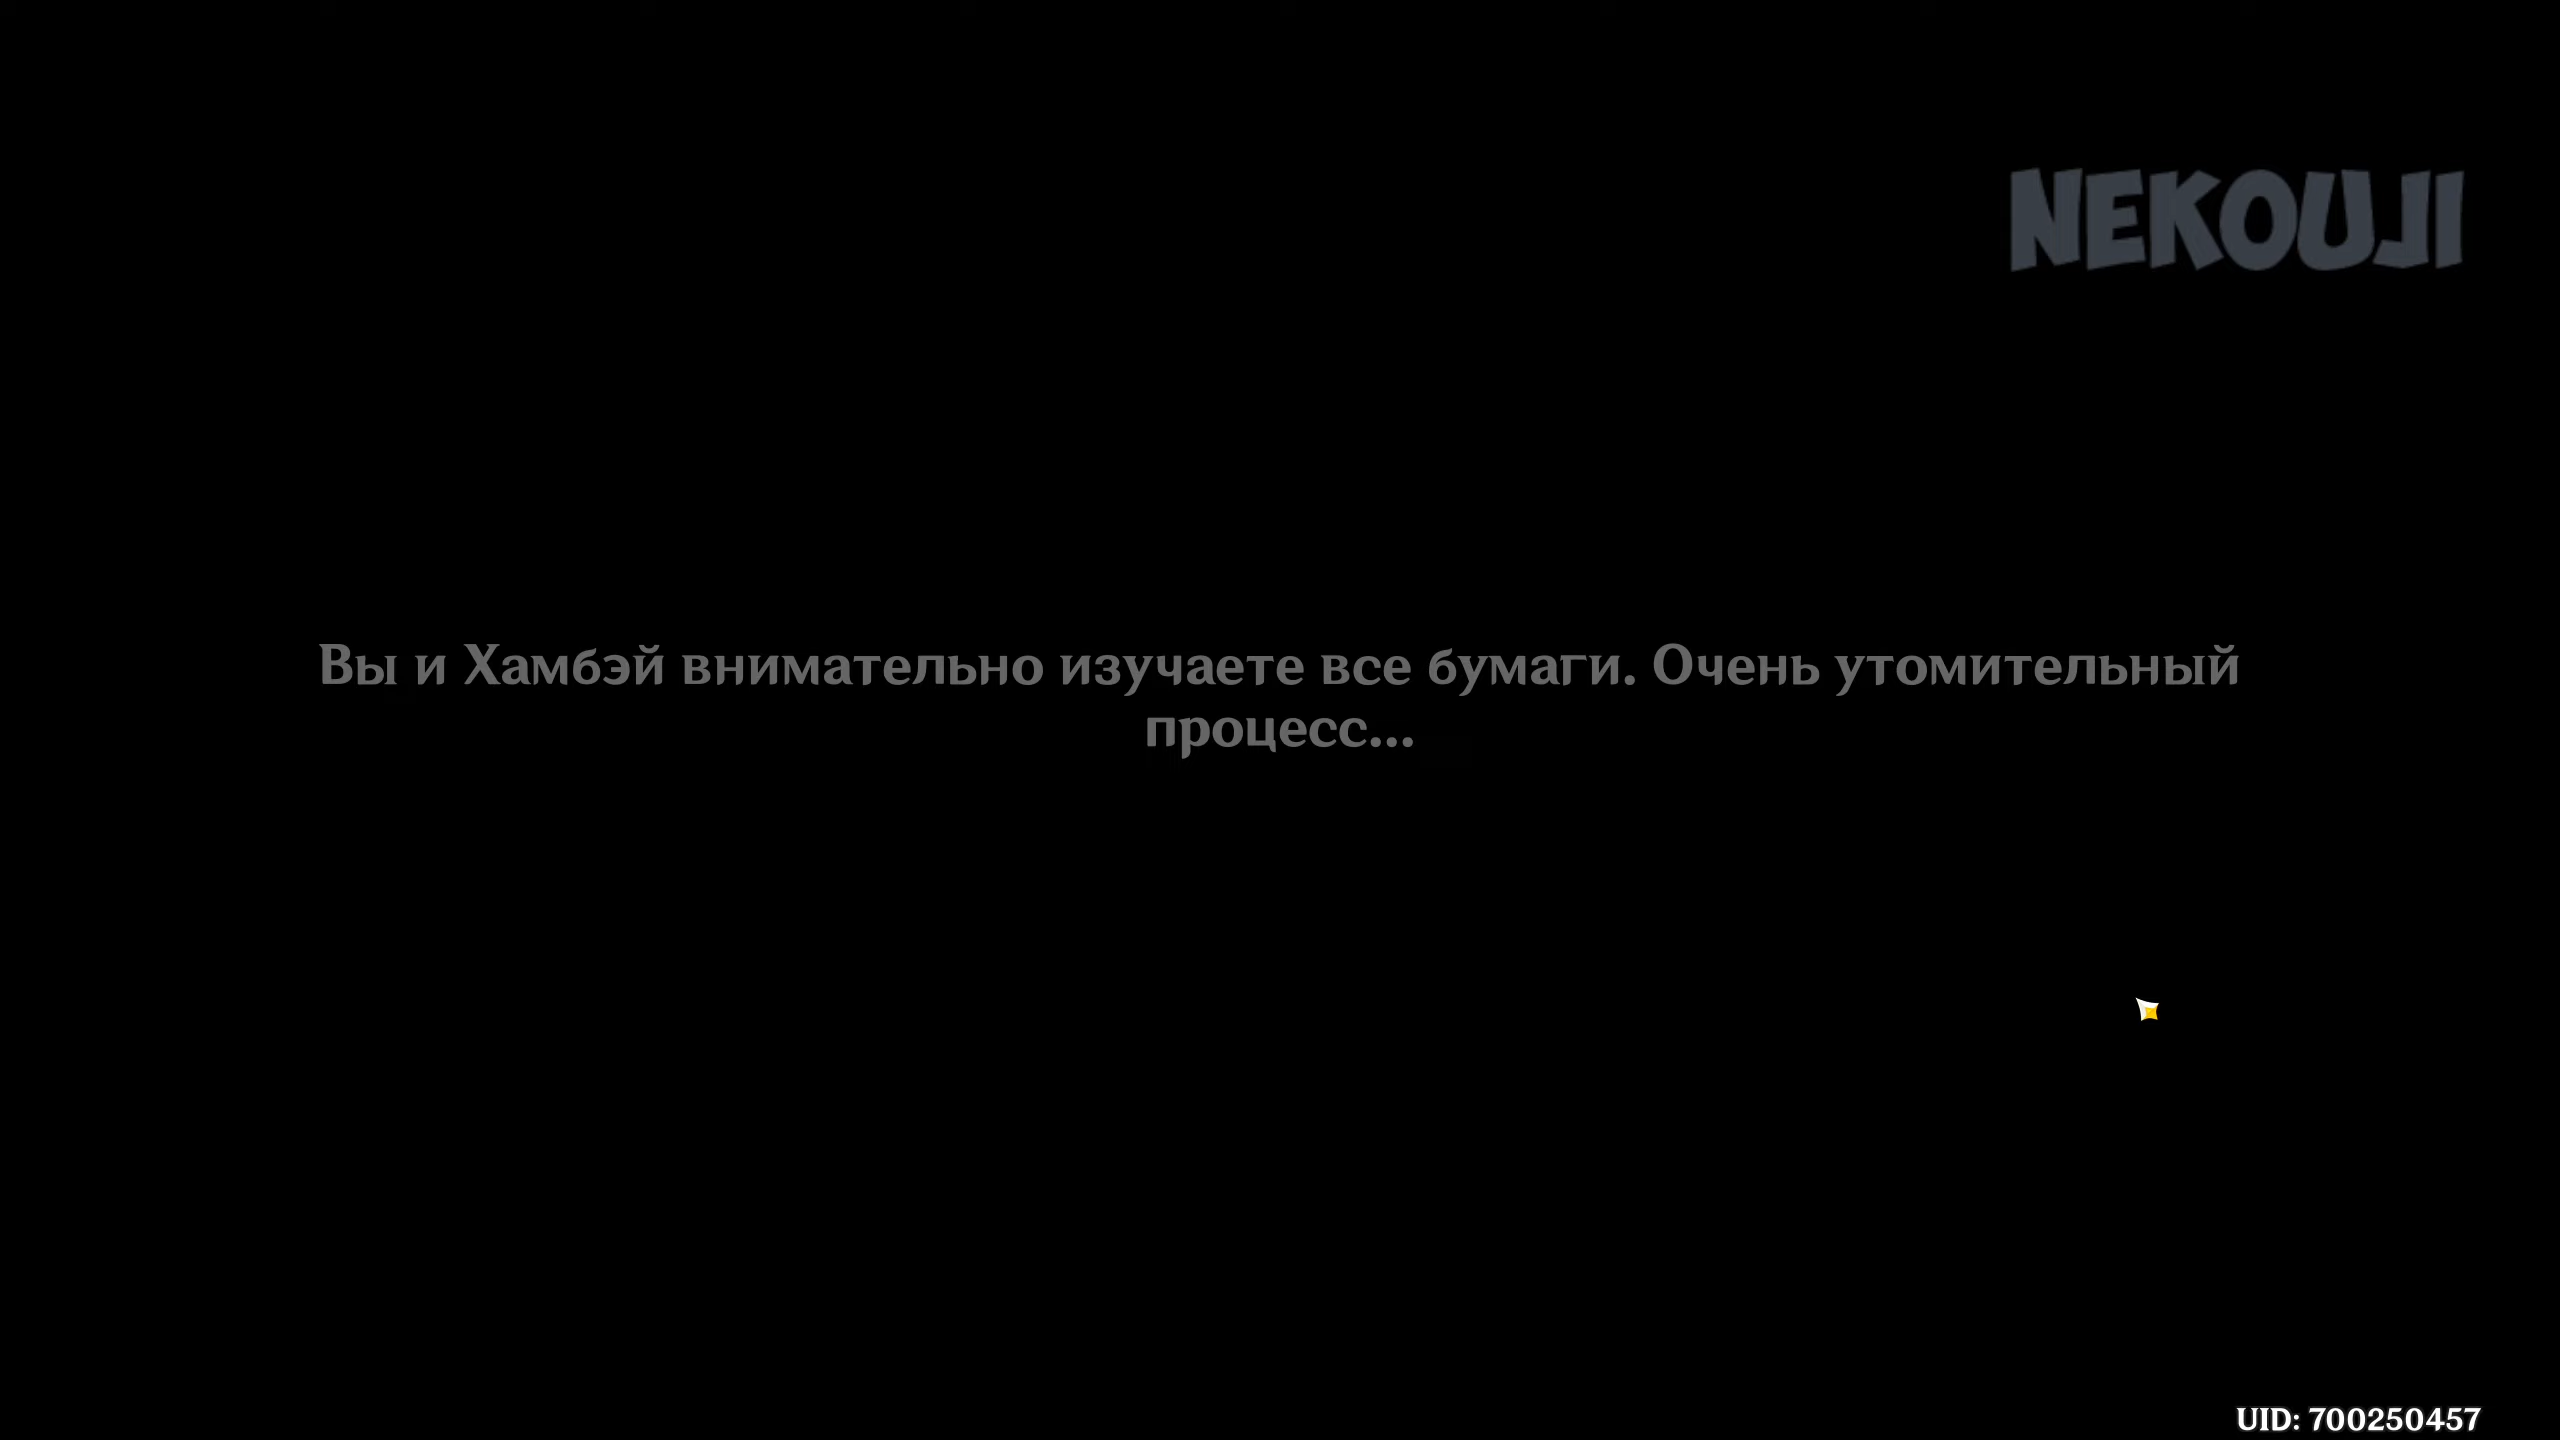 NEKOUJI
Вы и Хамбэй внимательно изучаете все бумаги. Очень утомительный
процесс...
UID: 700250457